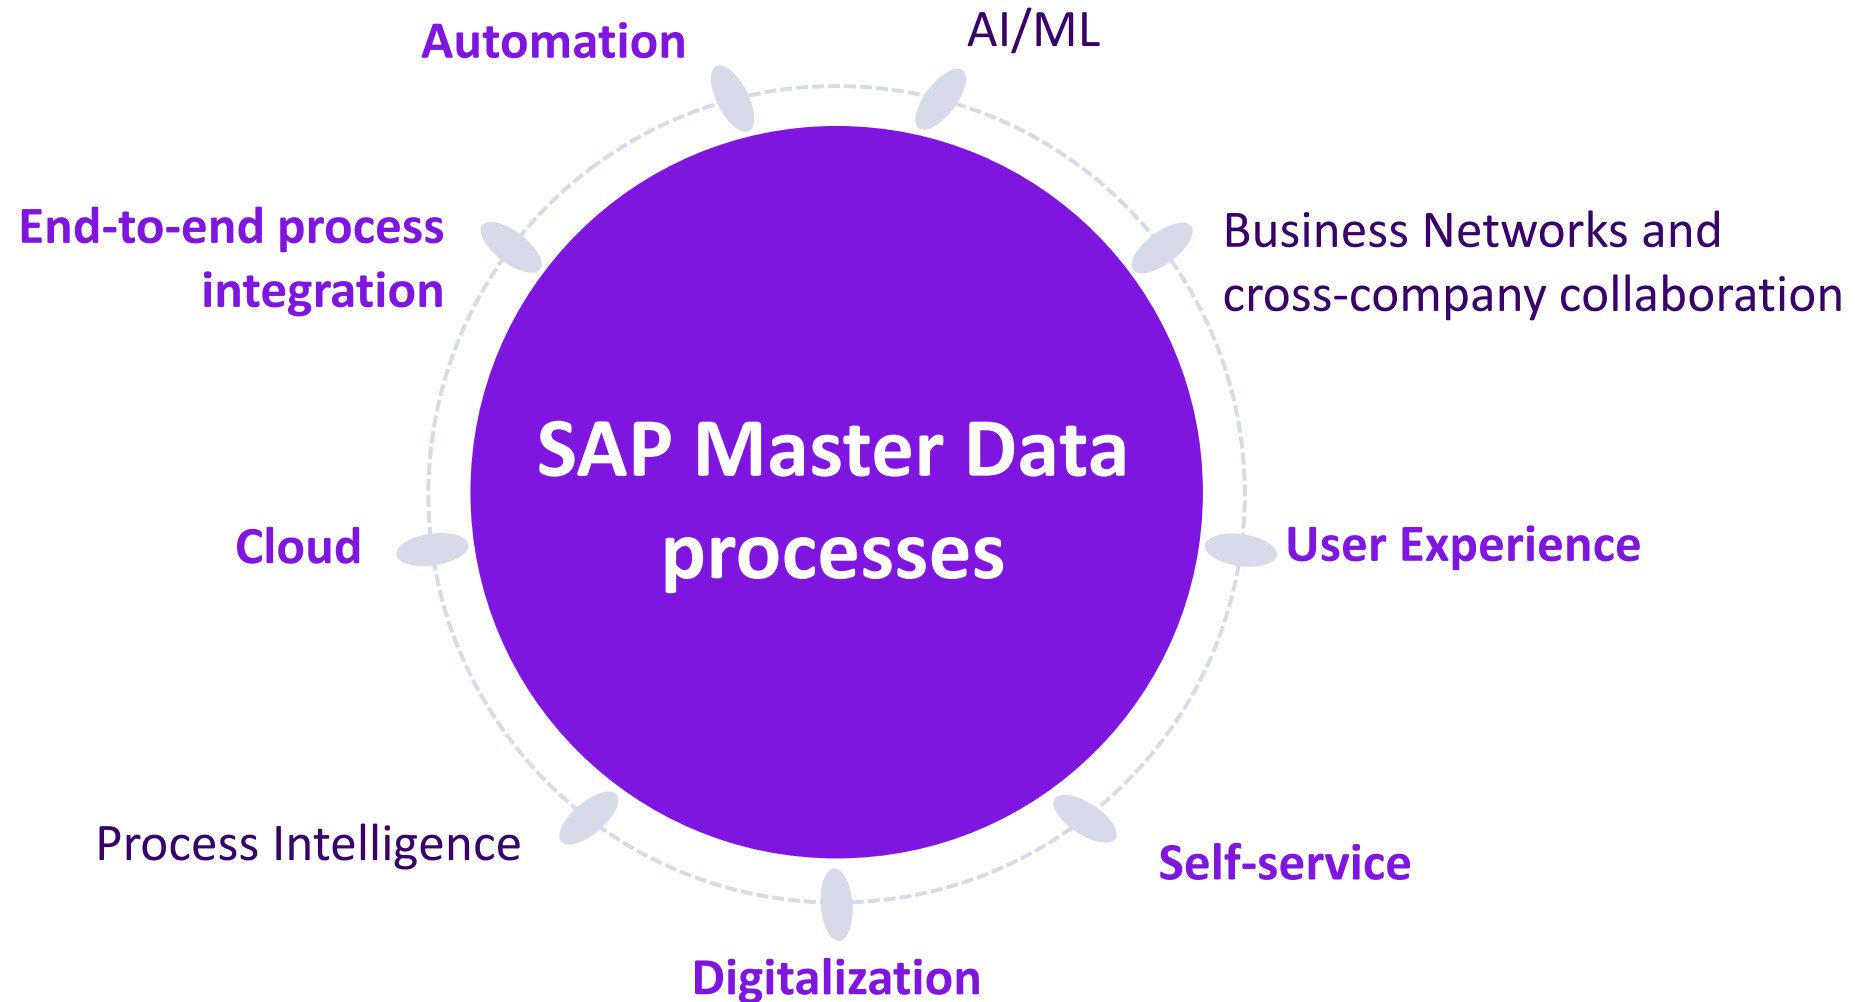 Automation
AI/ML
End-to-end process
integration
Business Networks and
cross-company collaboration
SAP Master Data
processes
Cloud
User Experience
Process Intelligence
Self-service
Digitalization